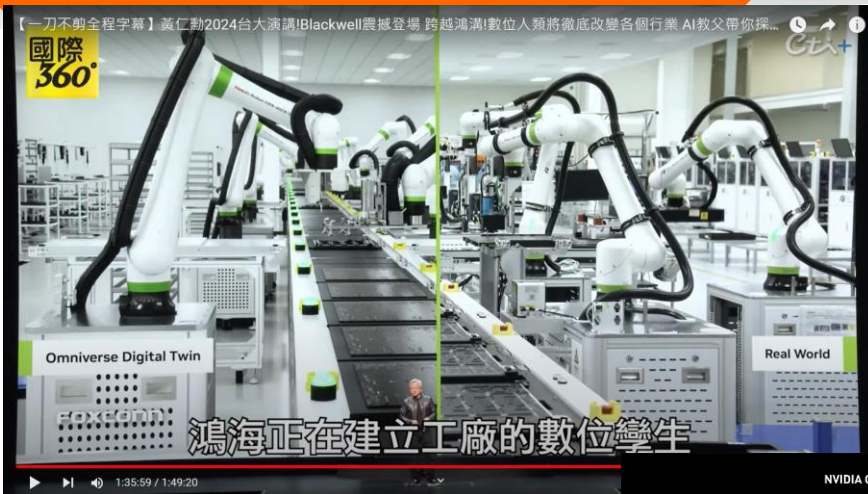 【一刀不剪全程字幕】黃仁勳2024台大演講!Blackwell震撼登場 跨越鴻溝!數位人類將徹底改變各個行業 AI教父帶你探...
國際
360°
CTi+
Omniverse Digital Twin
Real World
FOXCONN
鴻海正在建立工廠的數位孿生
1:35:59 / 1:49:20
NVIDIA